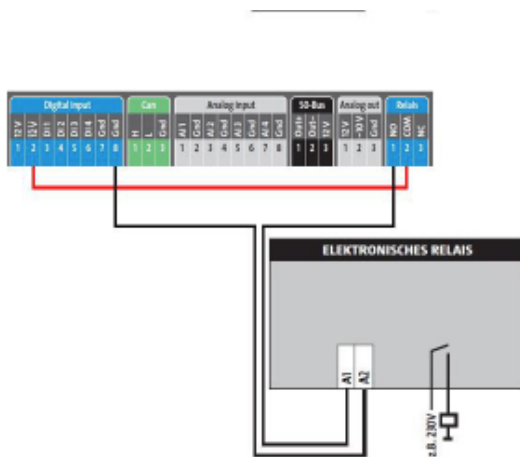 Digital Input Can Analog Input SO-Bus Analog out Relais
12 V 12 V DI 1 DI 2 DI 3 DI 4 Gnd Gnd H L Gnd AI 1 Gnd AI 2 Gnd AI 3 Gnd AI 4 Gnd Out+ Out- 12 V 12 V Gnd NO COM NC
1 2 3 4 5 6 7 8 1 2 3 1 2 3 4 5 6 7 8 1 2 3 1 2 3 1 2 3
ELEKTRONISCHES RELAIS
A1 A2
z.B. 230V